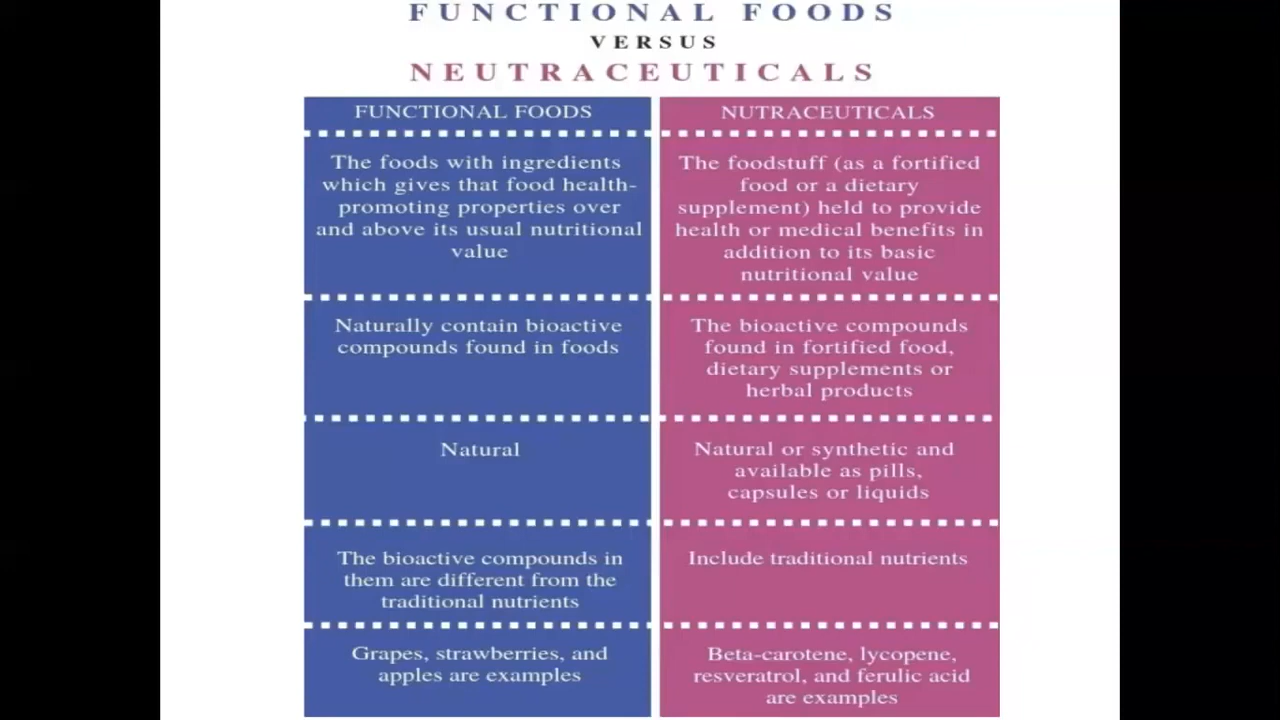 FUNCTIONAL FOODS
VERSUS
NEUTRACEUTICALS
FUNCTIONAL FOODS
The foods with ingredients
which gives that food health-
promoting properties over
and above its usual nutritional
value
Naturally contain bioactive
compounds found in foods
Natural
The bioactive compounds in
them are different from the
traditional nutrients
Grapes, strawberries, and
apples are examples
NUTRACEUTICALS
The foodstuff (as a fortified
food or a dietary
supplement) held to provide
health or medical benefits in
addition to its basic
nutritional value
The bioactive compounds
found in fortified food,
dietary supplements or
herbal products
Natural or synthetic and
available as pills,
capsules or liquids
Include traditional nutrients
Beta-carotene, lycopene,
resveratrol, and ferulic acid
are examples